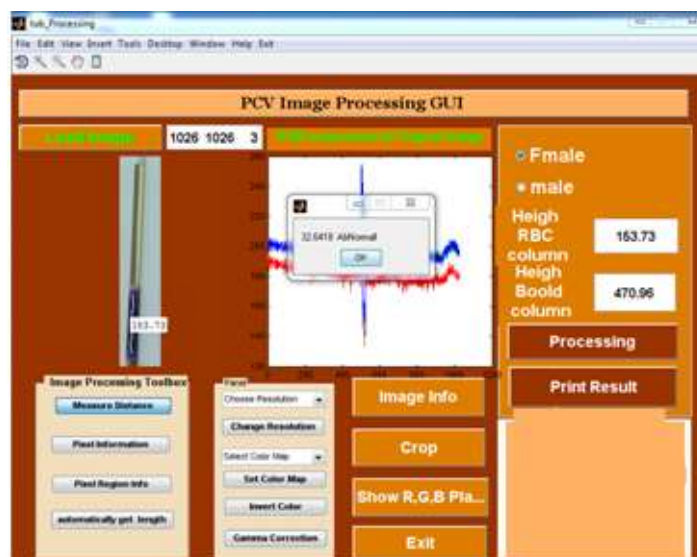 tub_Processing
File Edit View Insert Tools Desktop Window Help Exit
PCV Image Processing GUI
Load Image
1026 1026 3
Fmale
male
Heigh
RBC
column
153.73
Heigh
Boold
column
470.96
Processing
Print Result
32.6418 AbNormall
OK
153.73
Image Processing Toolbox
Measure Distance
Pixel Information
Pixel Region Info
automatically get length
Panel
Choose Resolution
Change Resolution
Select Color Map
Set Color Map
Invert Color
Gamma Correction
Image Info
Crop
Show R,G,B Pla...
Exit